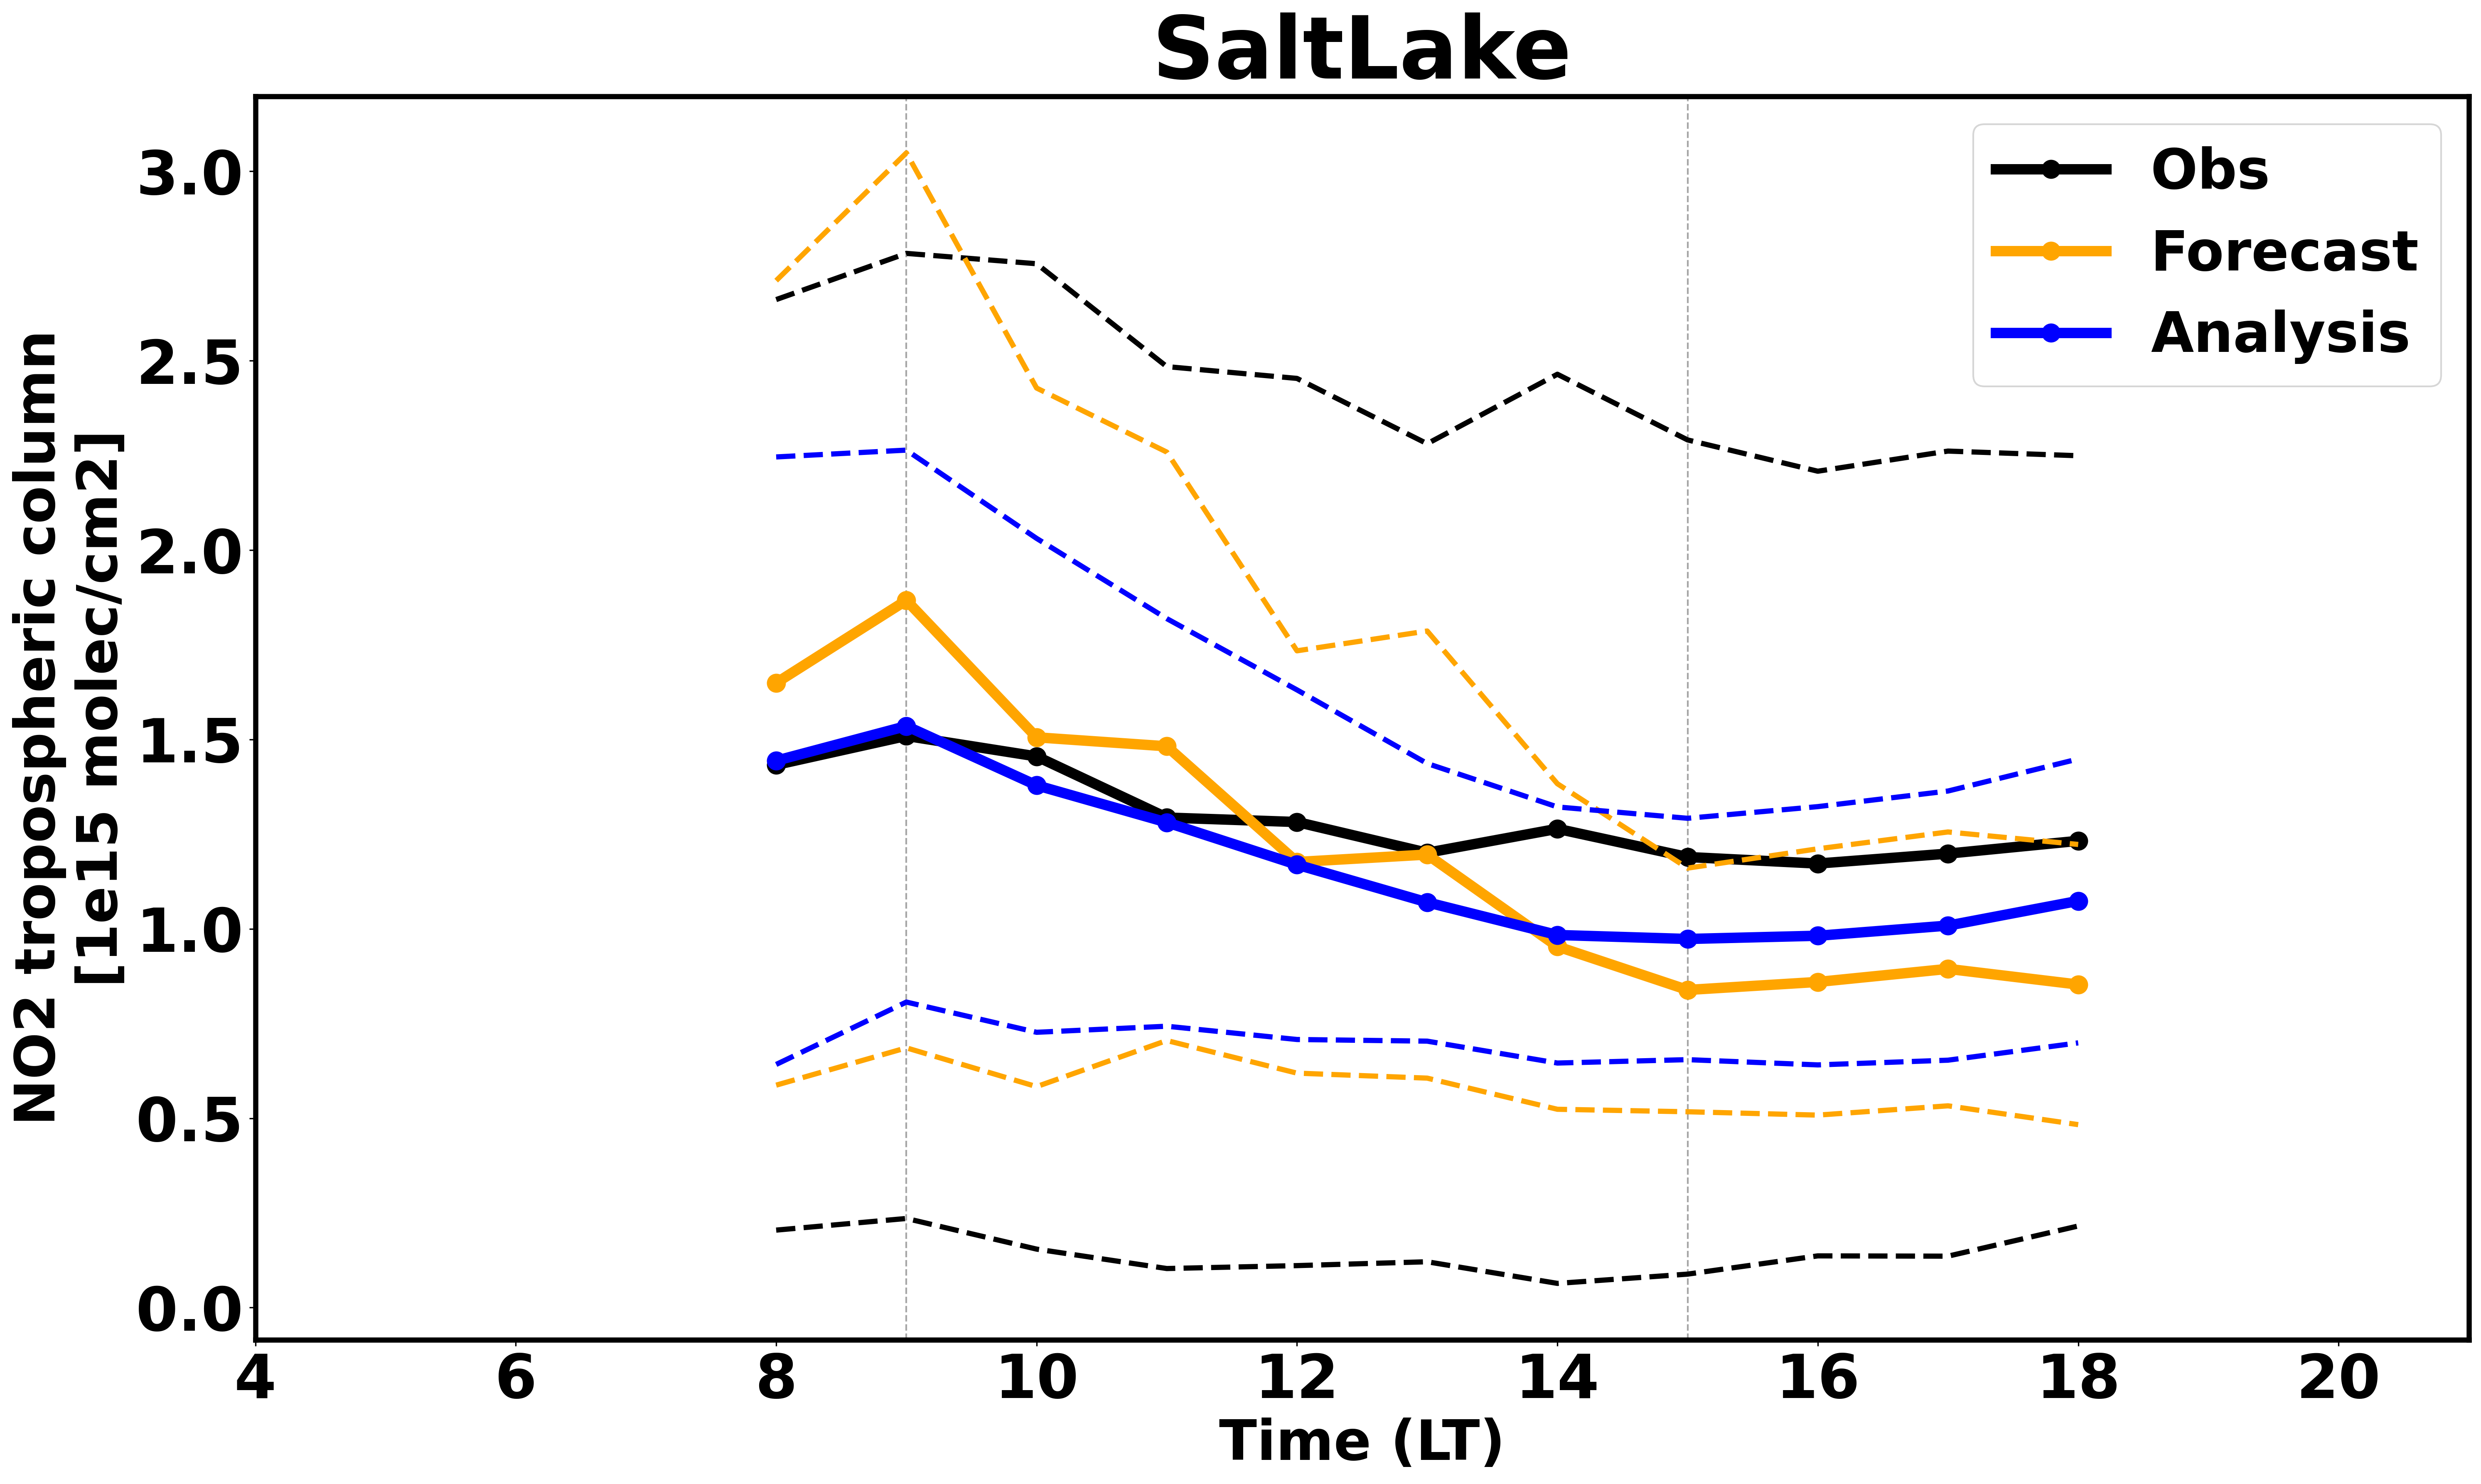 SaltLake
NO2 tropospheric column
[1e15 molec/cm2]
3.0
2.5
2.0
1.5
1.0
0.5
0.0
Obs
Forecast
Analysis
4 6 8 10 12 14 16 18 20
Time (LT)